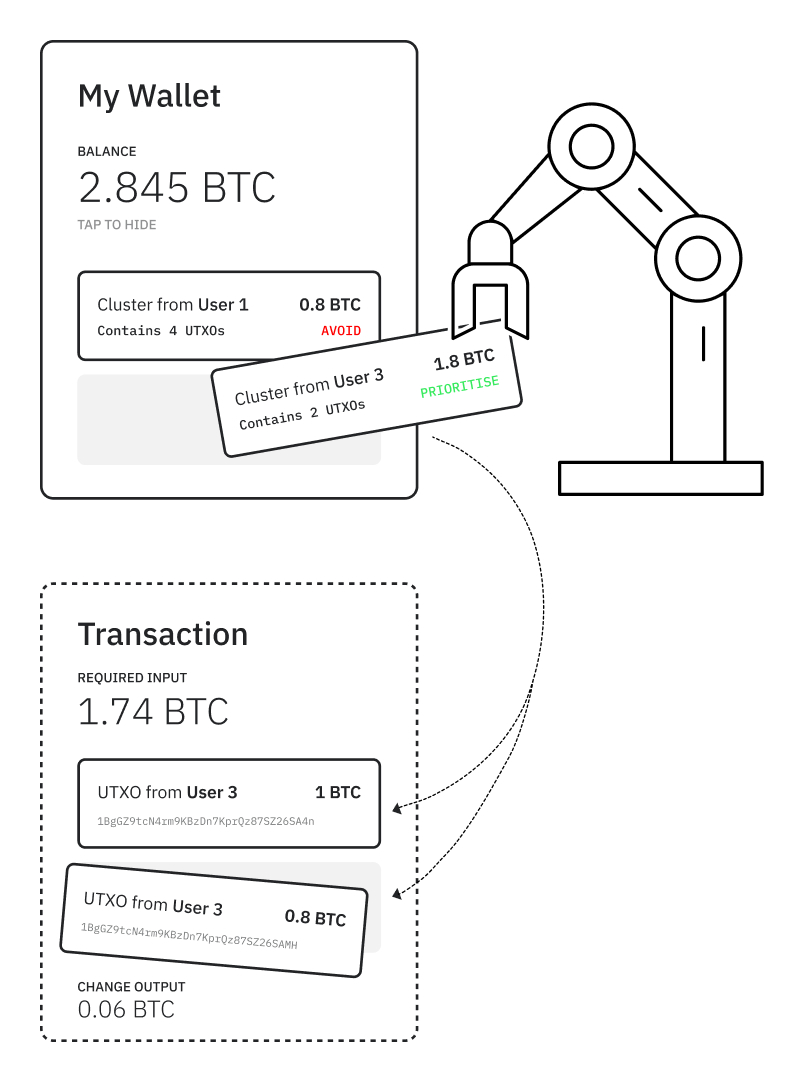 My Wallet
BALANCE
2.845 BTC
TAP TO HIDE
Cluster from User 1 0.8 BTC
Contains 4 UTXOs AVOID
Cluster from User 3 1.8 BTC
Contains 2 UTXOs PRIORITISE
Transaction
REQUIRED INPUT
1.74 BTC
UTXO from User 3 1 BTC
1BgGZ9tcN4rm9KBzDn7KprQz87SZ26SA4n
UTXO from User 3 0.8 BTC
1BgGZ9tcN4rm9KBzDn7KprQz87SZ26SAMH
CHANGE OUTPUT
0.06 BTC